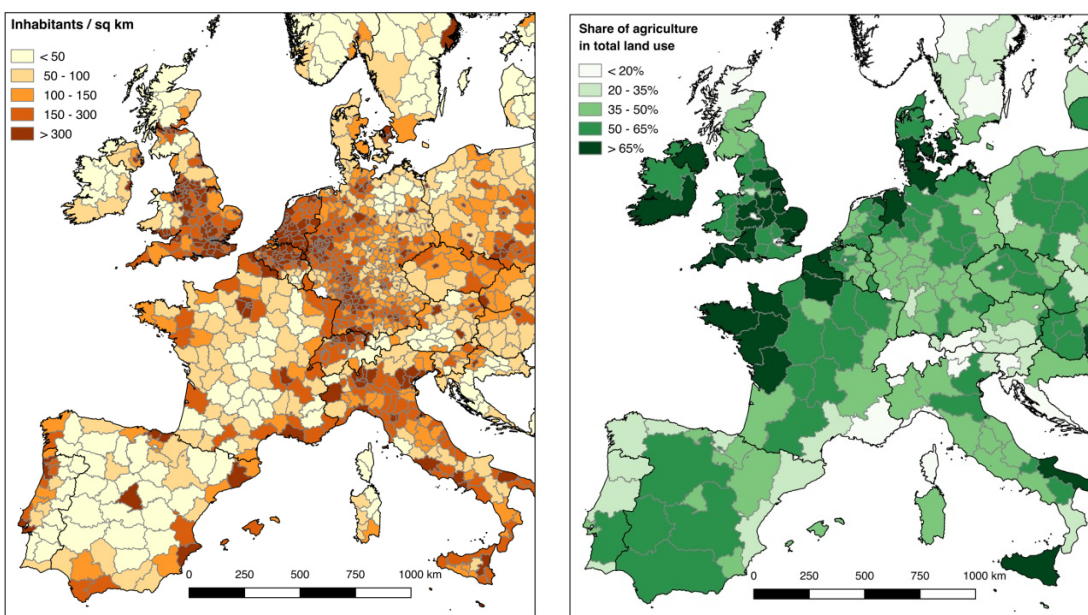 Inhabitants / sq km
< 50
50 - 100
100 - 150
150 - 300
> 300
0 250 500 750 1000 km
Share of agriculture
in total land use
< 20%
20 - 35%
35 - 50%
50 - 65%
> 65%
0 250 500 750 1000 km